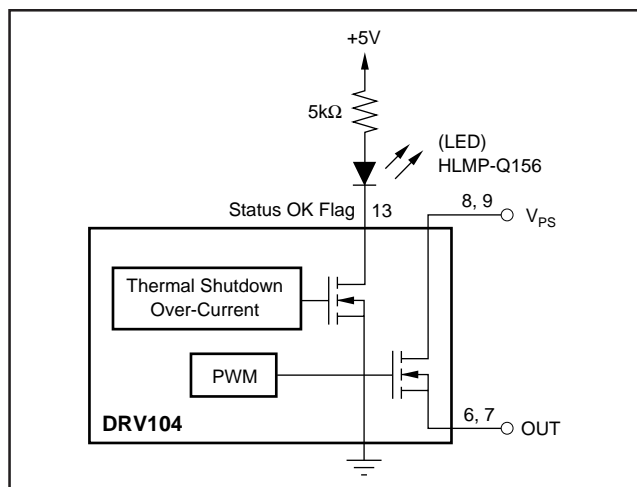 +5V
5kΩ
(LED)
HLMP-Q156
Status OK Flag 13
8, 9
V_PS
Thermal Shutdown
Over-Current
PWM
DRV104
6, 7
OUT